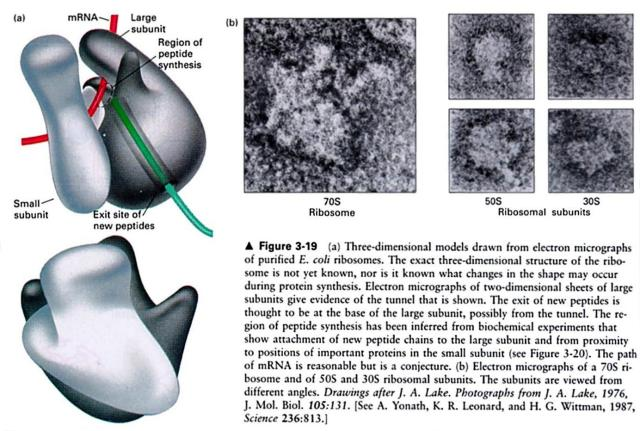 (a)
mRNA
Large
subunit
Region of
peptide
synthesis
Small
subunit
Exit site of
new peptides
(b)
70S
Ribosome
50S
30S
Ribosomal subunits
▲ Figure 3-19 (a) Three-dimensional models drawn from electron micrographs
of purified E. coli ribosomes. The exact three-dimensional structure of the ribo-
some is not yet known, nor is it known what changes in the shape may occur
during protein synthesis. Electron micrographs of two-dimensional sheets of large
subunits give evidence of the tunnel that is shown. The exit of new peptides is
thought to be at the base of the large subunit, possibly from the tunnel. The re-
gion of peptide synthesis has been inferred from biochemical experiments that
show attachment of new peptide chains to the large subunit and from proximity
to positions of important proteins in the small subunit (see Figure 3-20). The path
of mRNA is reasonable but is a conjecture. (b) Electron micrographs of a 70S ri-
bosome and of 50S and 30S ribosomal subunits. The subunits are viewed from
different angles. Drawings after J. A. Lake. Photographs from J. A. Lake, 1976,
J. Mol. Biol. 105:131. [See A. Yonath, K. R. Leonard, and H. G. Wittman, 1987,
Science 236:813.]